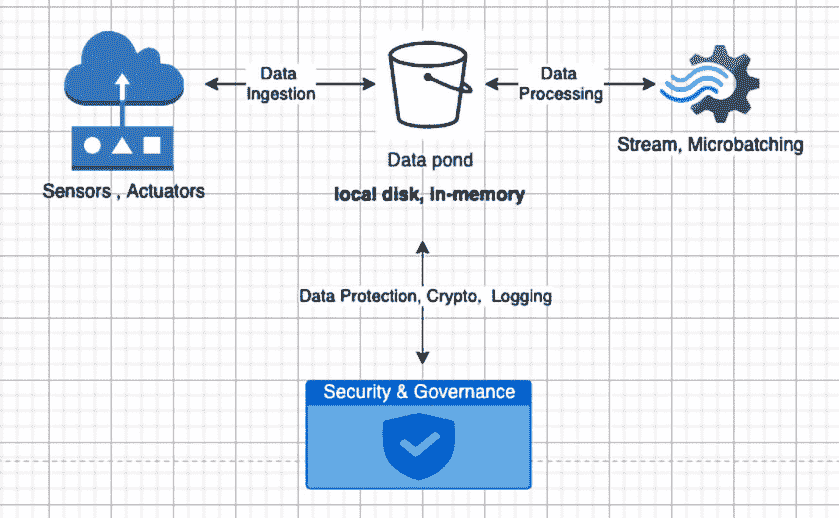 Data
Ingestion
Data
Processing
Data pond
Stream, Microbatching
Sensors , Actuators
local disk, in-memory
Data Protection, Crypto, Logging
Security & Governance